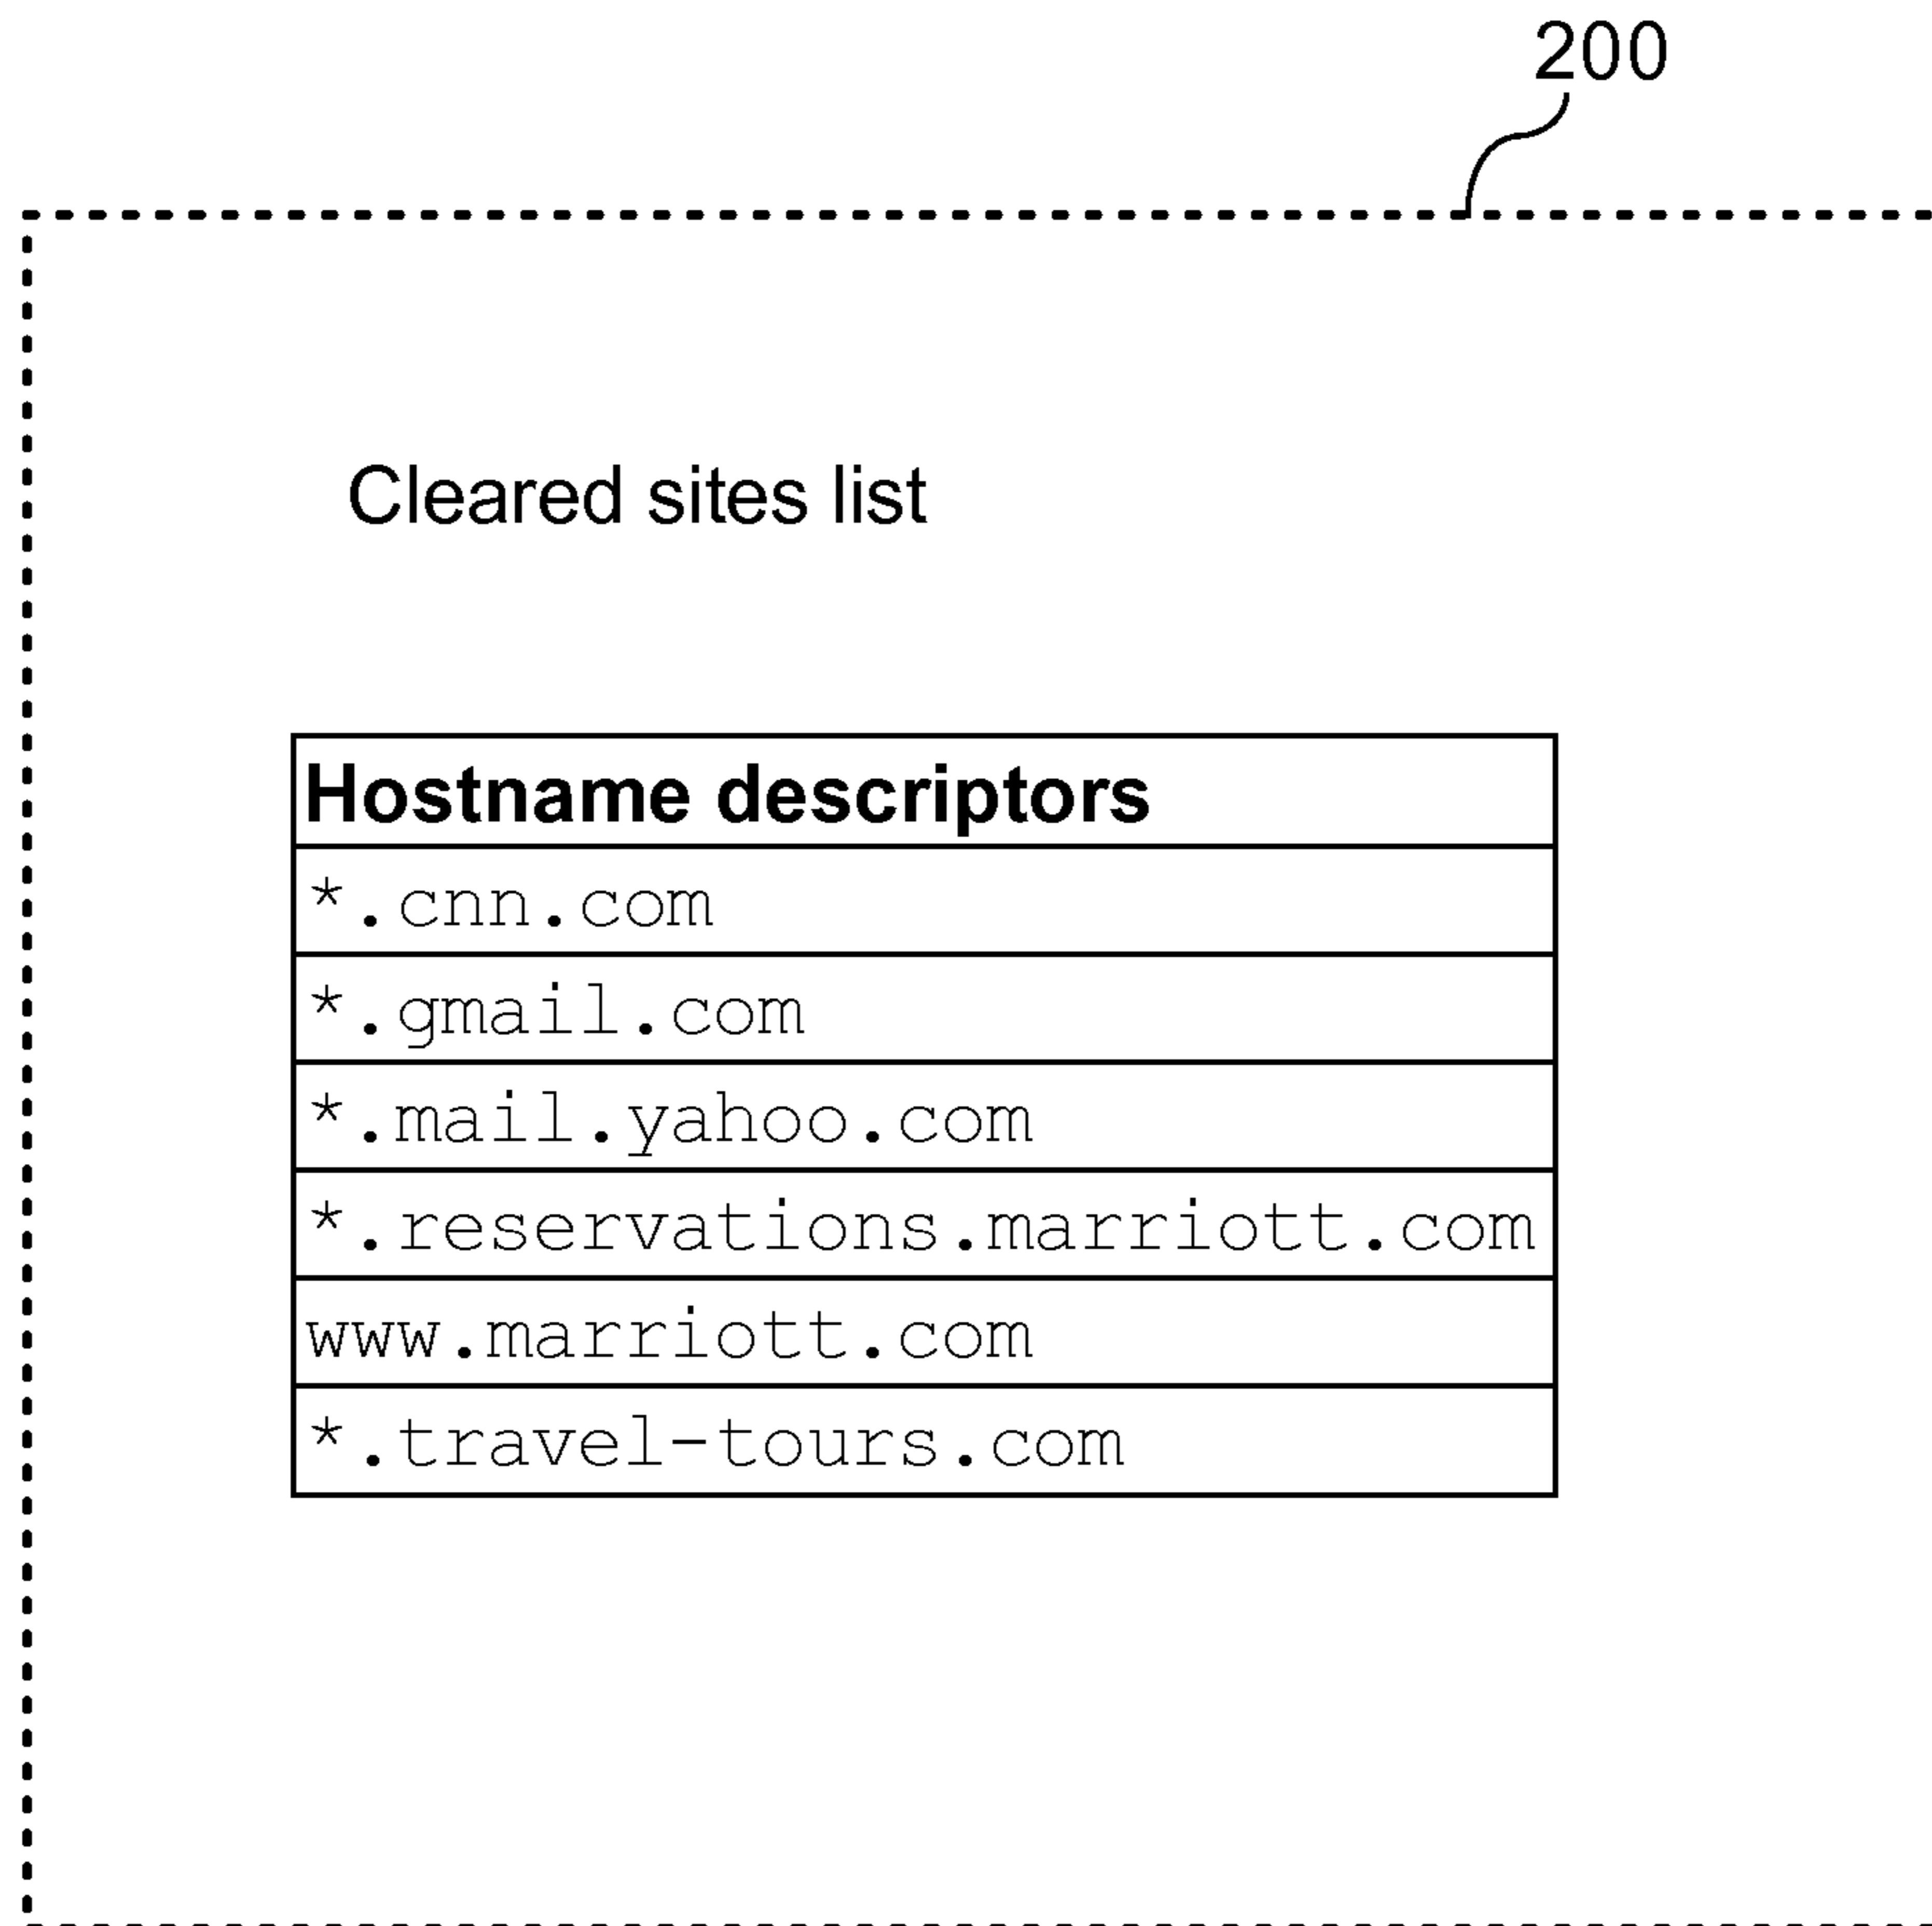 200
Cleared sites list
Hostname descriptors
*.cnn.com
*.gmail.com
*.mail.yahoo.com
*.reservations.marriott.com
www.marriott.com
*.travel-tours.com